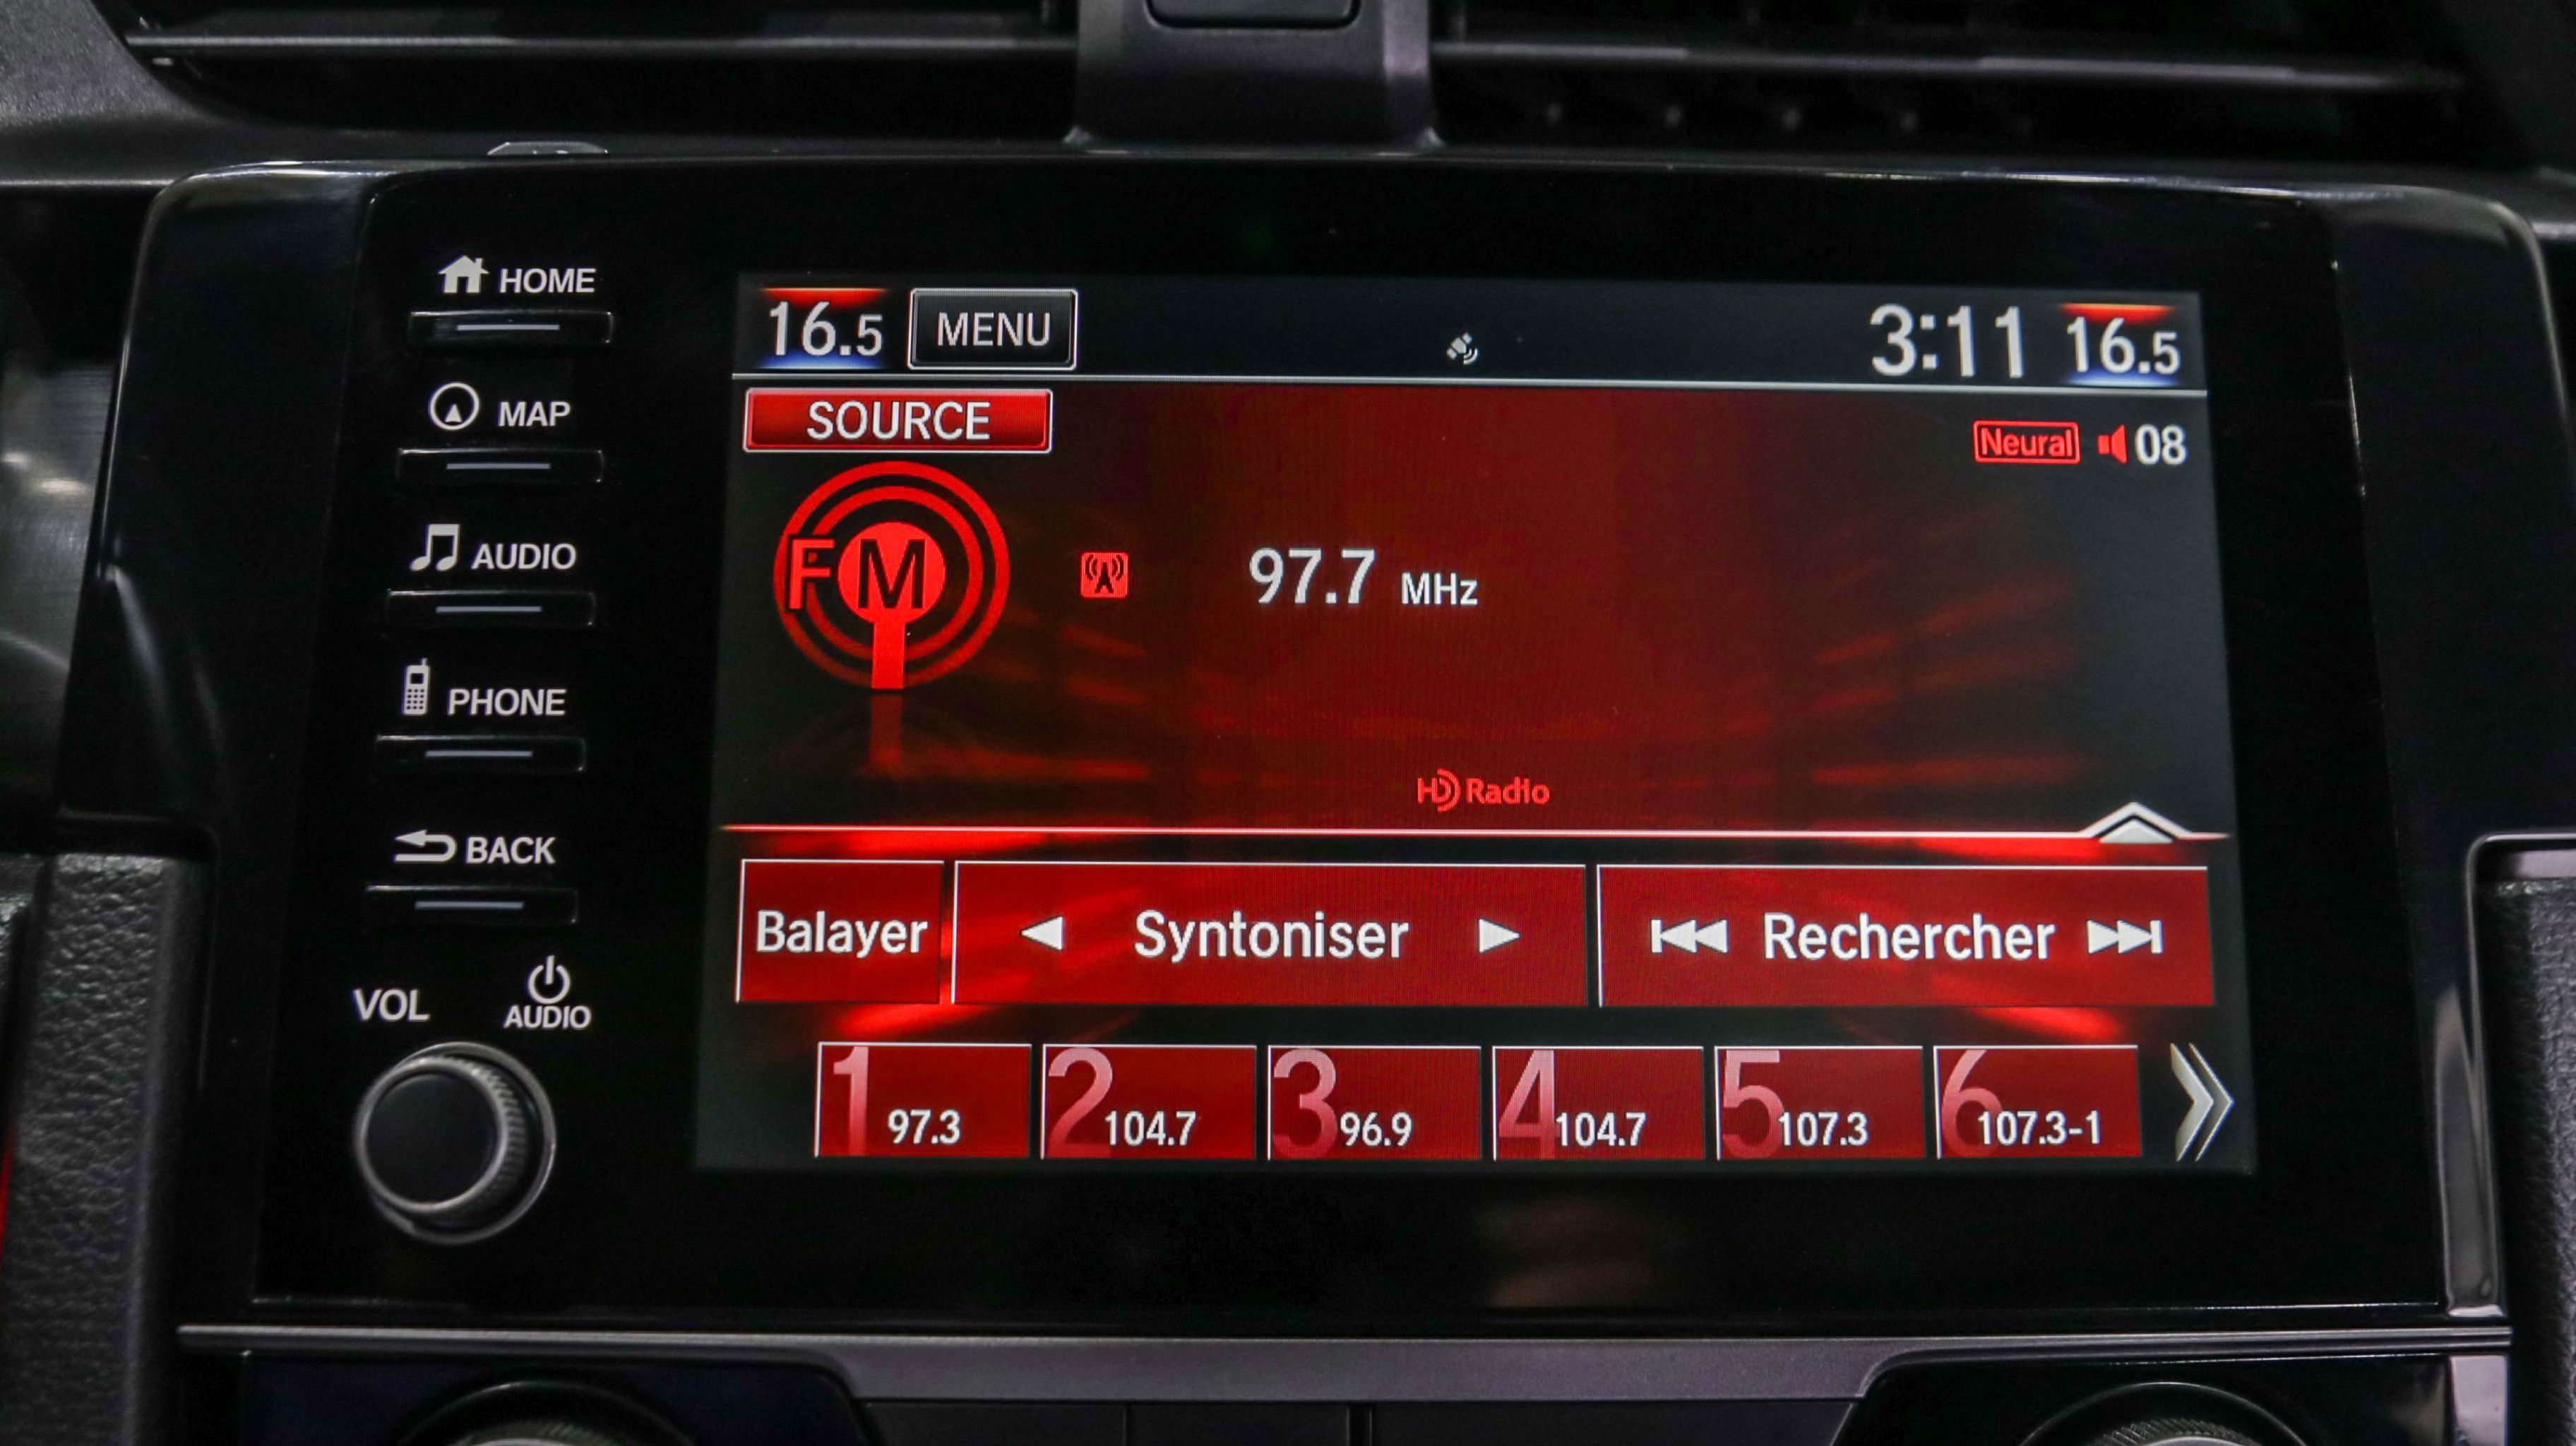 HOME
MAP
AUDIO
PHONE
BACK
VOL AUDIO
16.5 MENU 3:11 16.5
SOURCE
Neural 08
FM
97.7 MHz
HD Radio
Balayer Syntoniser Rechercher
1 97.3 2 104.7 3 96.9 4 104.7 5 107.3 6 107.3-1